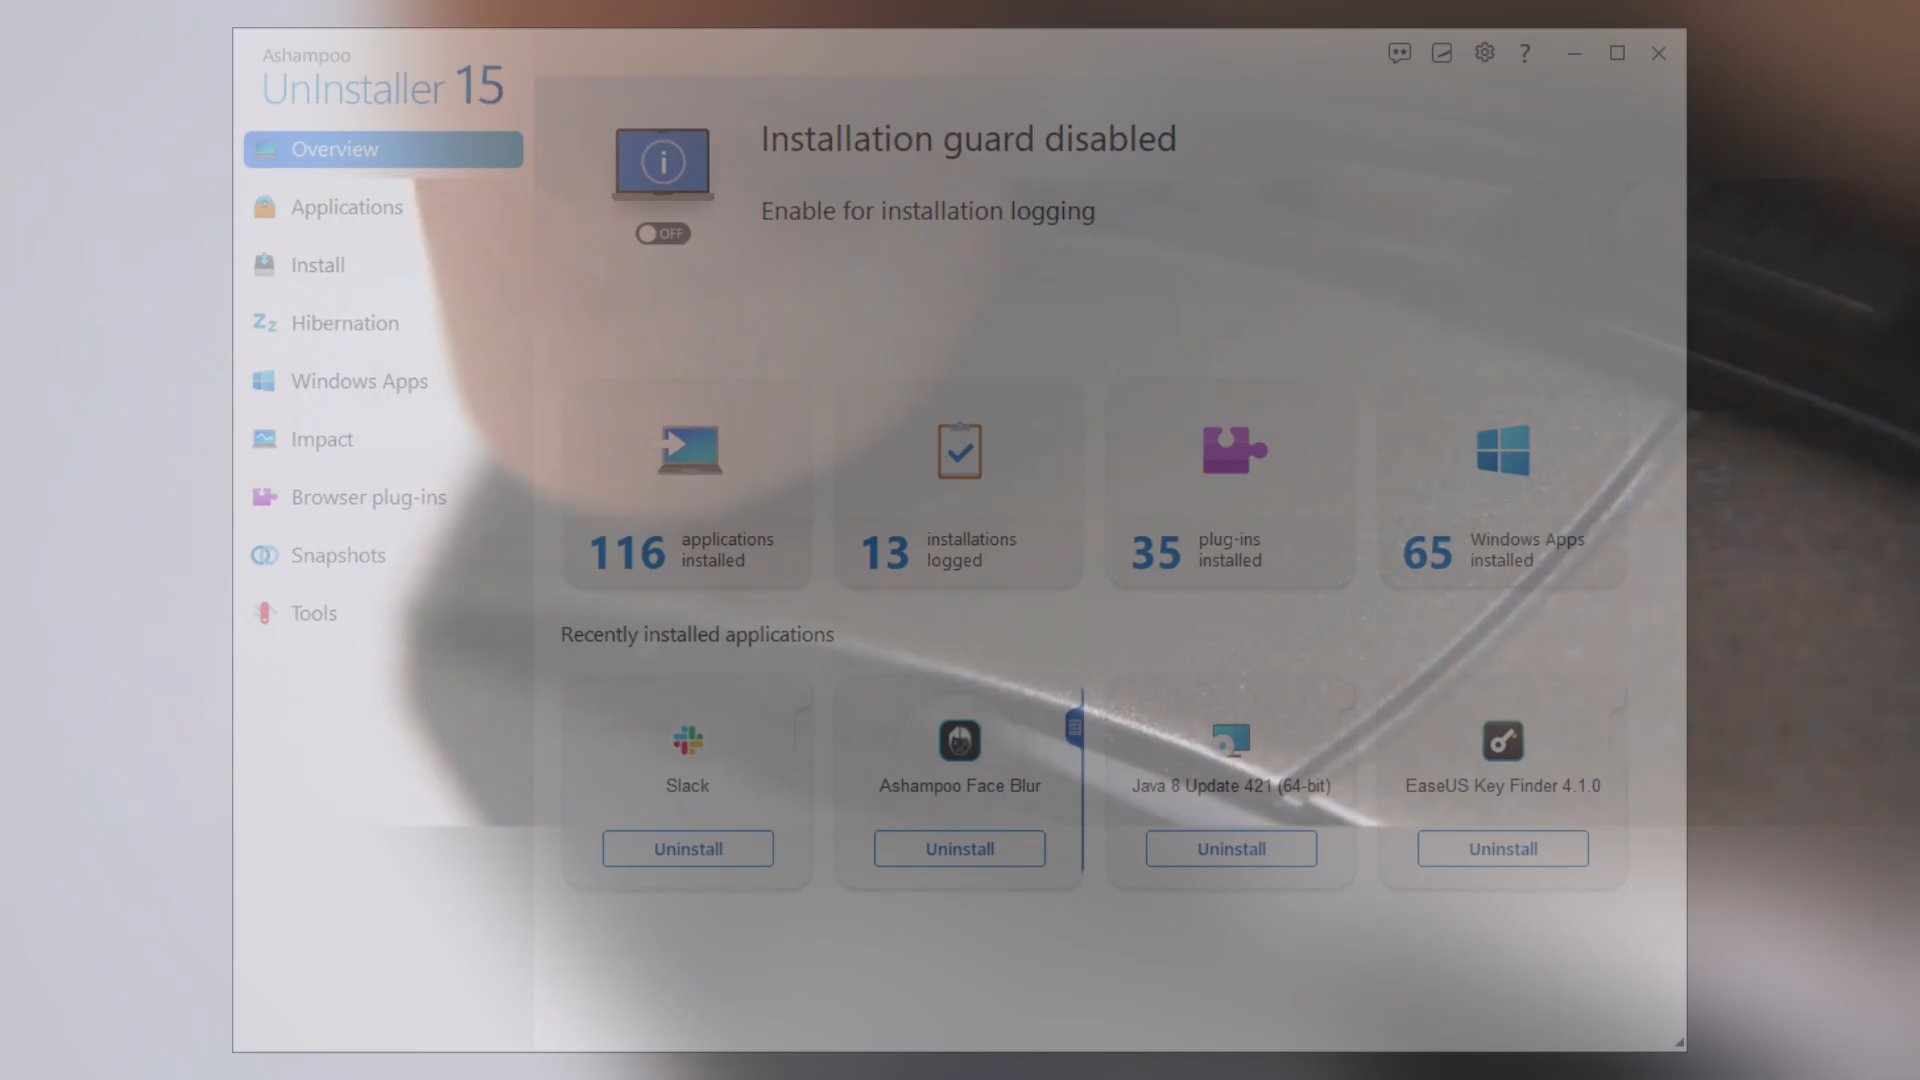 Ashampoo
UnInstaller 15
Overview
Applications
Install
Hibernation
Windows Apps
Impact
Browser plug-ins
Snapshots
Tools
?
i
OFF
Installation guard disabled
Enable for installation logging
116 applications installed
13 installations logged
35 plug-ins installed
65 Windows Apps installed
Recently installed applications
Slack
Uninstall
Ashampoo Face Blur
Uninstall
Java 8 Update 421 (64-bit)
Uninstall
EaseUS Key Finder 4.1.0
Uninstall